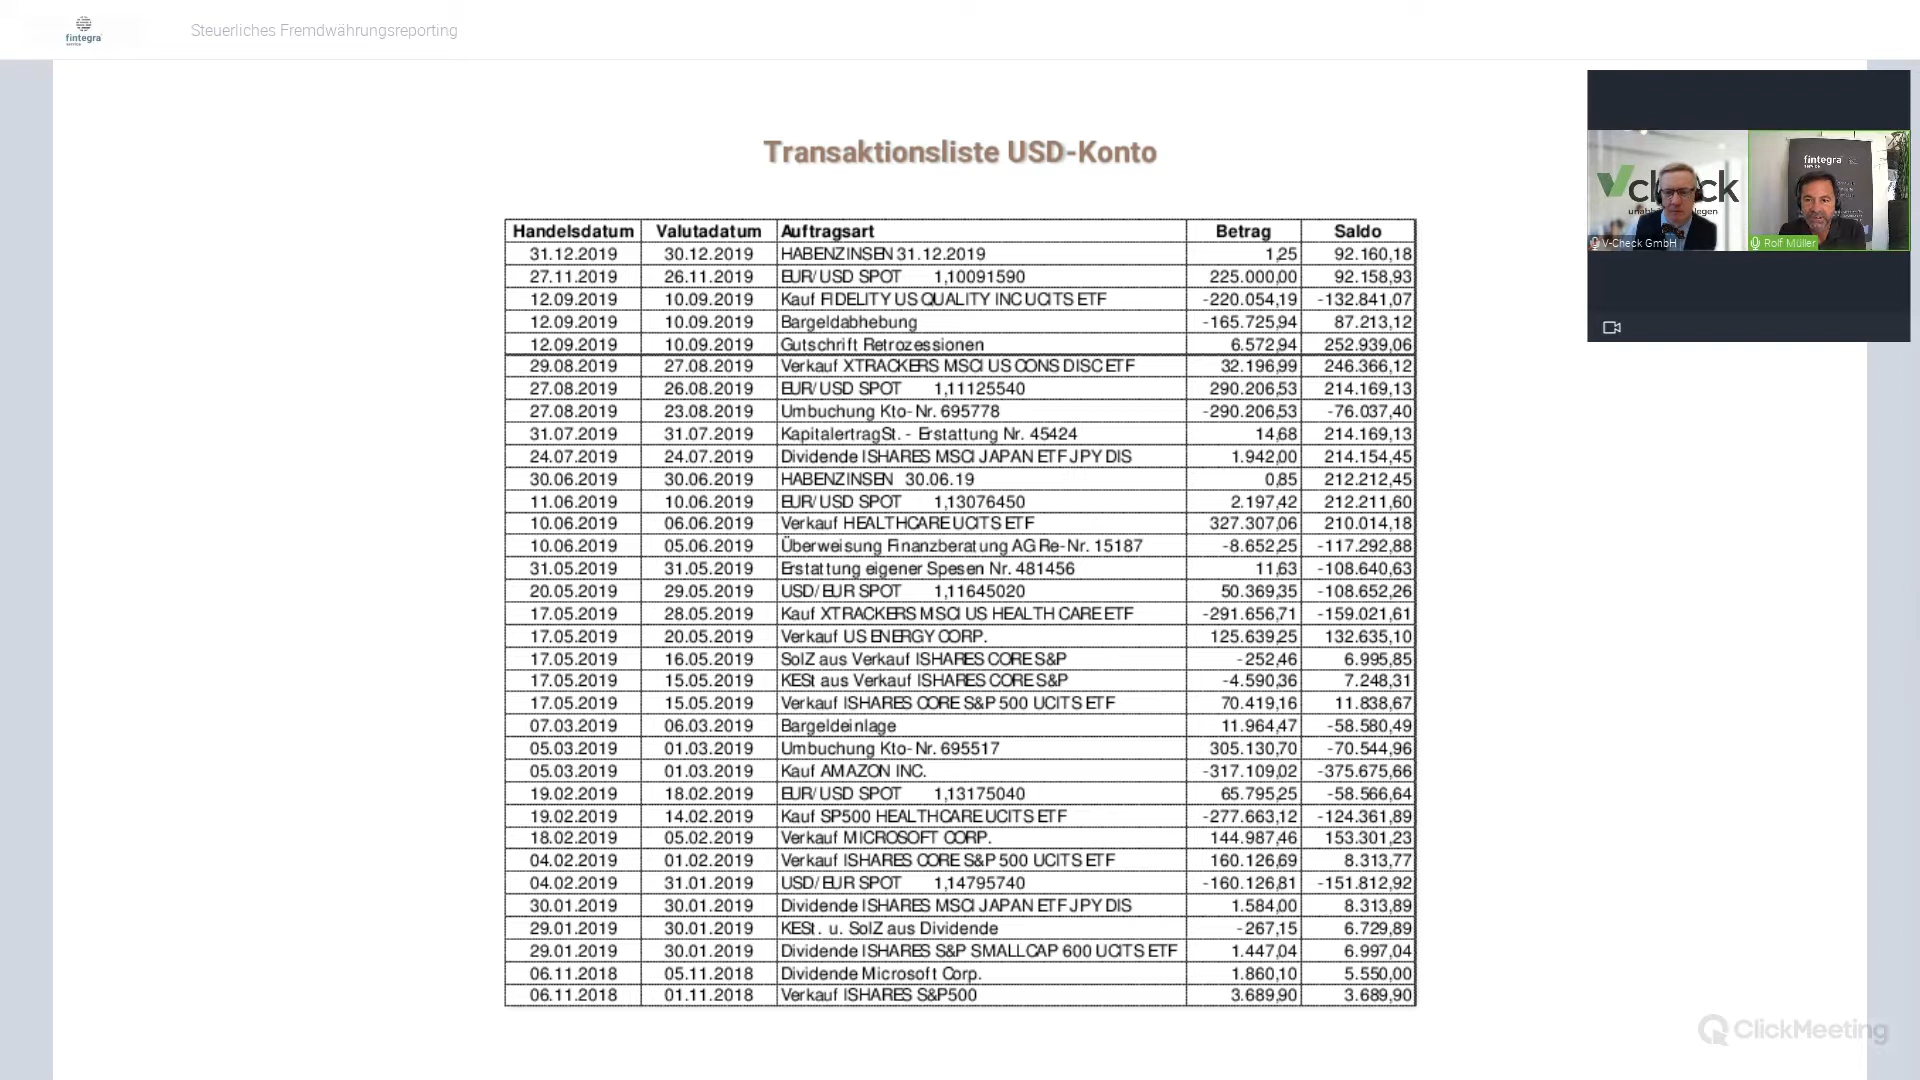 fintegra
service
Steuerliches Fremdwährungsreporting
Transaktionsliste USD-Konto
Handelsdatum Valutadatum Auftragsart Betrag Saldo
31.12.2019 30.12.2019 HABENZINSEN 31.12.2019 1,25 92.160,18
27.11.2019 26.11.2019 EUR/USD SPOT 1,10091590 225.000,00 92.158,93
12.09.2019 10.09.2019 Kauf FIDELITY US QUALITY INC UCITS ETF -220.054,19 -132.841,07
12.09.2019 10.09.2019 Bargeldabhebung -165.725,94 87.213,12
12.09.2019 10.09.2019 Gutschrift Retrozessionen 6.572,94 252.939,06
29.08.2019 27.08.2019 Verkauf XTRACKERS MSCI US CONS DISC ETF 32.196,99 246.366,12
27.08.2019 26.08.2019 EUR/USD SPOT 1,11125540 290.206,53 214.169,13
27.08.2019 23.08.2019 Umbuchung Kto-Nr. 695778 -290.206,53 -76.037,40
31.07.2019 31.07.2019 KapitalertragSt. - Erstattung Nr. 45424 14,68 214.169,13
24.07.2019 24.07.2019 Dividende ISHARES MSCI JAPAN ETF JPY DIS 1.942,00 214.154,45
30.06.2019 30.06.2019 HABENZINSEN 30.06.19 0,85 212.212,45
11.06.2019 10.06.2019 EUR/USD SPOT 1,13076450 2.197,42 212.211,60
10.06.2019 06.06.2019 Verkauf HEALTHCARE UCITS ETF 327.307,06 210.014,18
10.06.2019 05.06.2019 Überweisung Finanzberatung AG Re-Nr. 15187 -8.652,25 -117.292,88
31.05.2019 31.05.2019 Erstattung eigener Spesen Nr. 481456 11,63 -108.640,63
20.05.2019 29.05.2019 USD/EUR SPOT 1,11645020 50.369,35 -108.652,26
17.05.2019 28.05.2019 Kauf XTRACKERS MSCI US HEALTH CARE ETF -291.656,71 -159.021,61
17.05.2019 20.05.2019 Verkauf US ENERGY CORP. 125.639,25 132.635,10
17.05.2019 16.05.2019 SolZ aus Verkauf ISHARES CORE S&P -252,46 6.995,85
17.05.2019 15.05.2019 KESt aus Verkauf ISHARES CORE S&P -4.590,36 7.248,31
17.05.2019 15.05.2019 Verkauf ISHARES CORE S&P 500 UCITS ETF 70.419,16 11.838,67
07.03.2019 06.03.2019 Bargeldeinlage 11.964,47 -58.580,49
05.03.2019 01.03.2019 Umbuchung Kto-Nr. 695517 305.130,70 -70.544,96
05.03.2019 01.03.2019 Kauf AMAZON INC. -317.109,02 -375.675,66
19.02.2019 18.02.2019 EUR/USD SPOT 1,13175040 65.795,25 -58.566,64
19.02.2019 14.02.2019 Kauf SP500 HEALTHCARE UCITS ETF -277.663,12 -124.361,89
18.02.2019 05.02.2019 Verkauf MICROSOFT CORP. 144.987,46 153.301,23
04.02.2019 01.02.2019 Verkauf ISHARES CORE S&P 500 UCITS ETF 160.126,69 8.313,77
04.02.2019 31.01.2019 USD/EUR SPOT 1,14795740 -160.126,81 -151.812,92
30.01.2019 30.01.2019 Dividende ISHARES MSCI JAPAN ETF JPY DIS 1.584,00 8.313,89
29.01.2019 30.01.2019 KESt. u. SolZ aus Dividende -267,15 6.729,89
29.01.2019 30.01.2019 Dividende ISHARES S&P SMALLCAP 600 UCITS ETF 1.447,04 6.997,04
06.11.2018 05.11.2018 Dividende Microsoft Corp. 1.860,10 5.550,00
06.11.2018 01.11.2018 Verkauf ISHARES S&P500 3.689,90 3.689,90
V-Check GmbH
fintegra
Rolf Müller
ClickMeeting